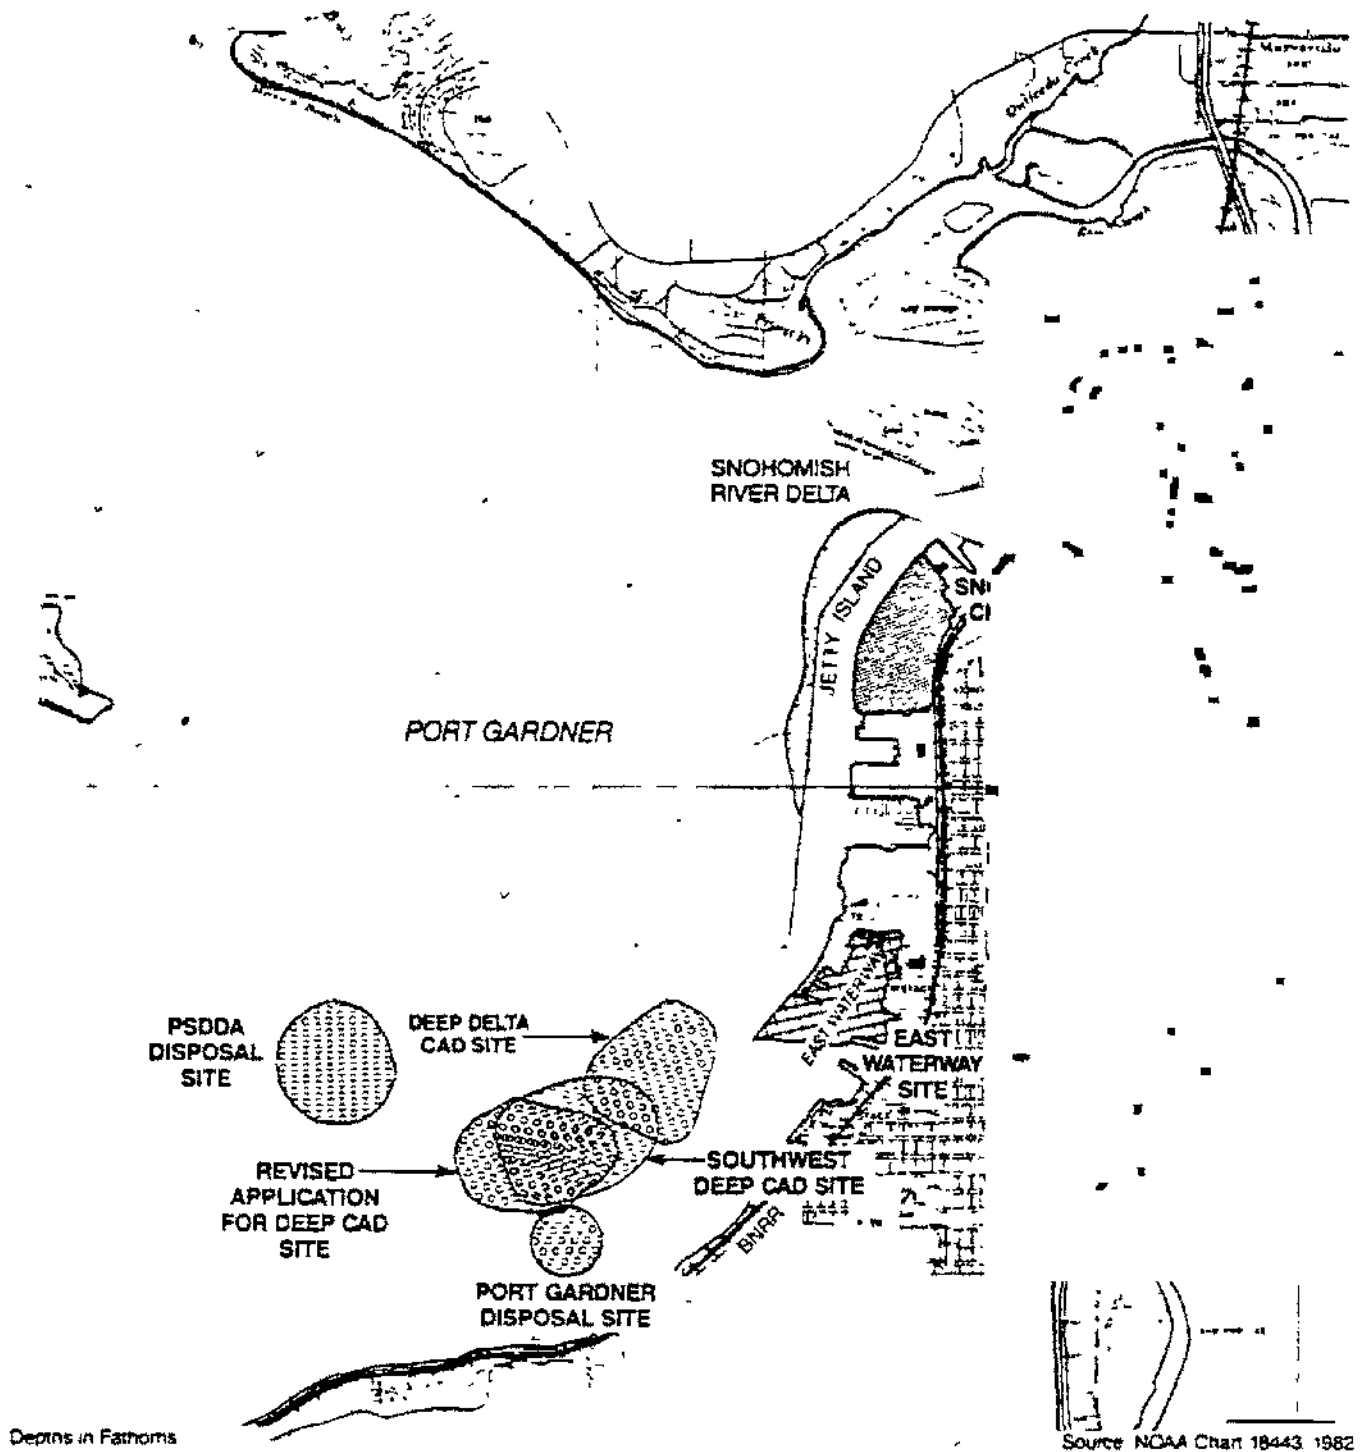 SNOHOMISH
RIVER DELTA
JETTY ISLAND
PORT GARDNER
PSDDA
DISPOSAL
SITE
DEEP DELTA
CAD SITE
EAST WATERWAY
EAST
WATERWAY
SITE
REVISED
APPLICATION
FOR DEEP CAD
SITE
SOUTHWEST
DEEP CAD SITE
BNRR
PORT GARDNER
DISPOSAL SITE
Depths in Fathoms
Source NOAA Chart 18443 1982